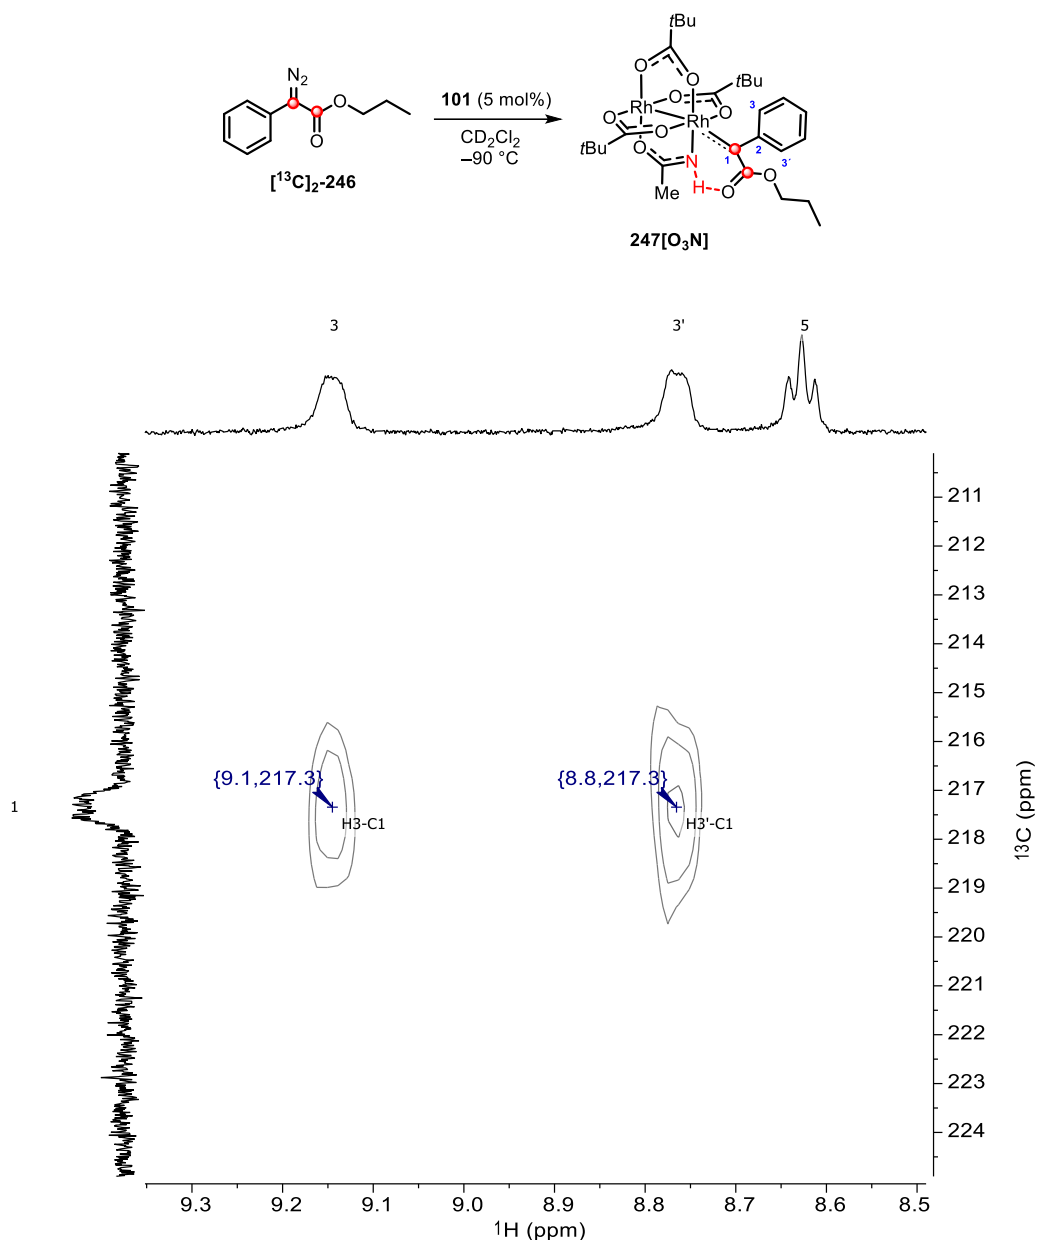 tBu
N2
O
O
[13C]2-246
101 (5 mol%)
CD2Cl2
–90 °C
O
O
O
tBu
Rh
Rh
O
O
O
tBu
O
N
Me
H
O
O
1
2
3
3´
247[O3N]
3
3'
5
1
{9.1,217.3}
H3-C1
{8.8,217.3}
H3'-C1
211
212
213
214
215
216
217
218
219
220
221
222
223
224
13C (ppm)
9.3
9.2
9.1
9.0
8.9
8.8
8.7
8.6
8.5
1H (ppm)